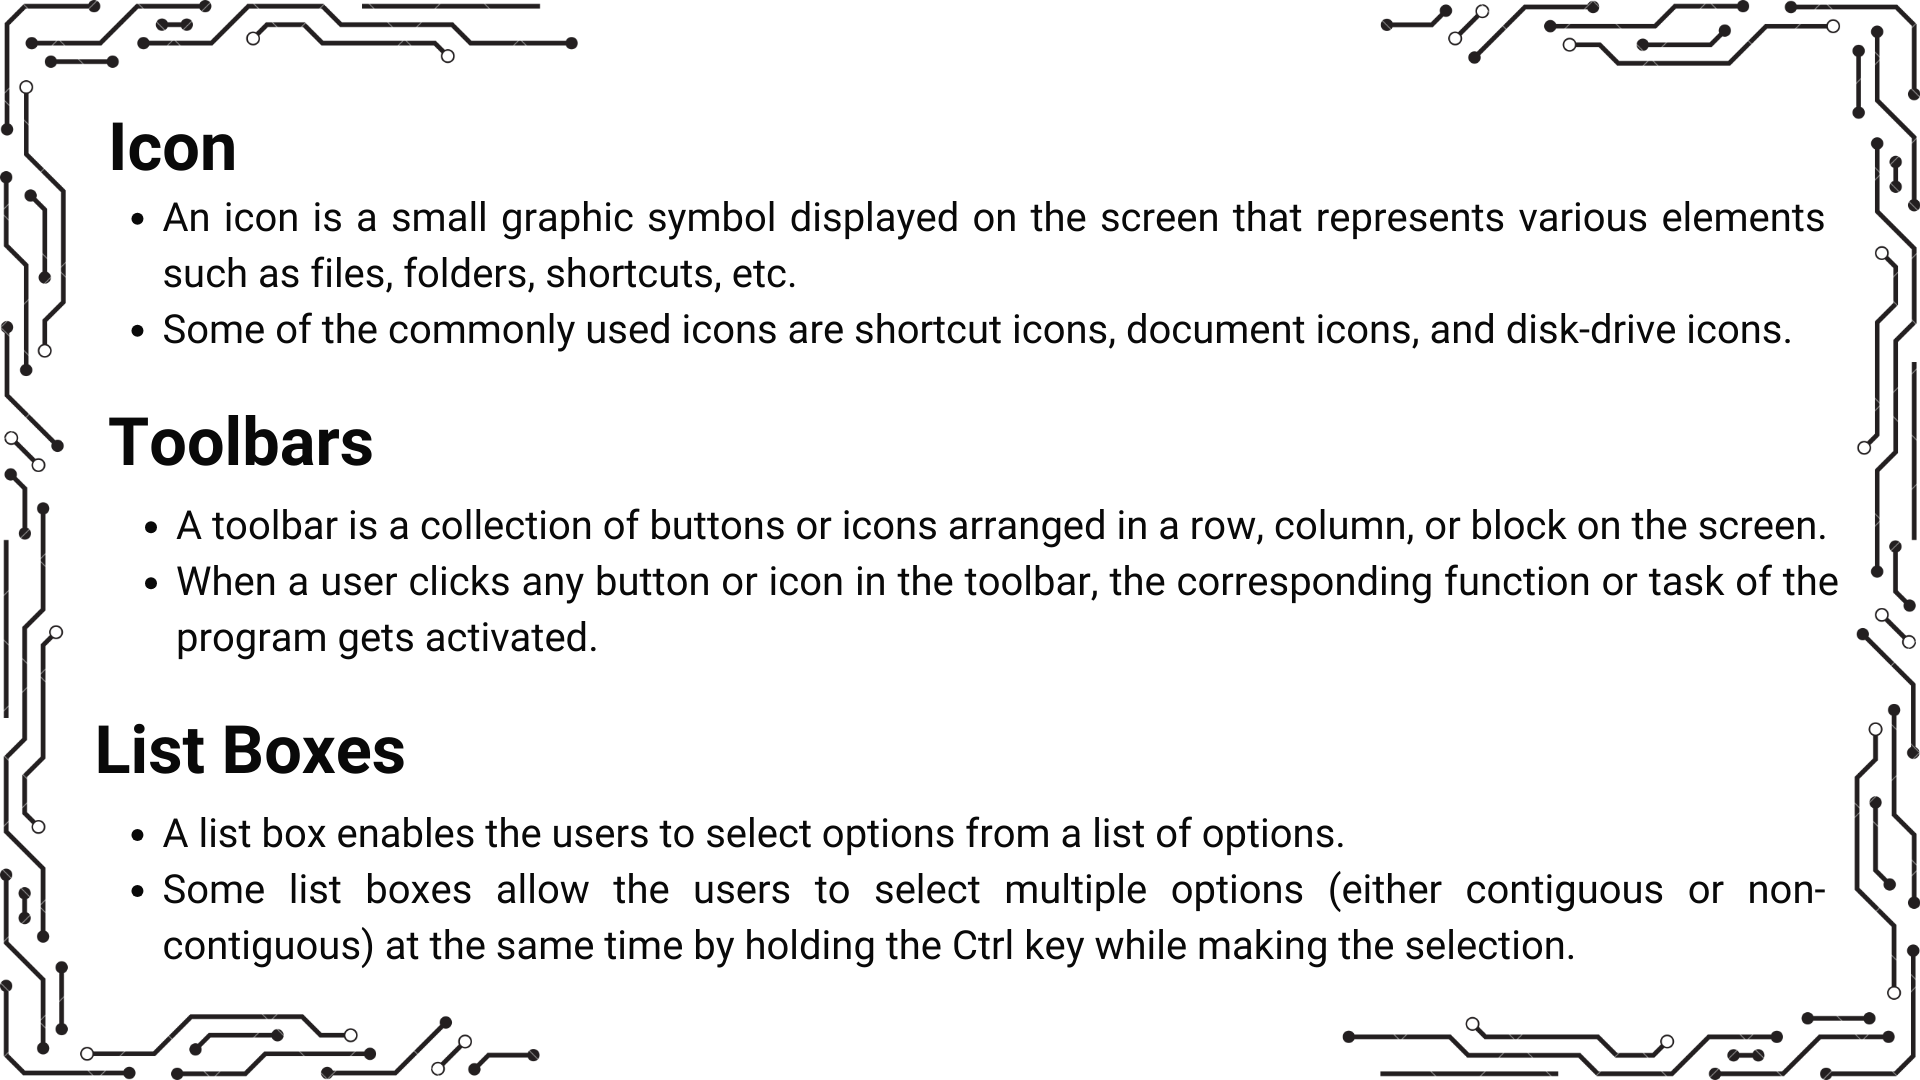 Icon
• An icon is a small graphic symbol displayed on the screen that represents various elements
such as files, folders, shortcuts, etc.
• Some of the commonly used icons are shortcut icons, document icons, and disk-drive icons.
Toolbars
• A toolbar is a collection of buttons or icons arranged in a row, column, or block on the screen.
• When a user clicks any button or icon in the toolbar, the corresponding function or task of the
program gets activated.
List Boxes
• A list box enables the users to select options from a list of options.
• Some list boxes allow the users to select multiple options (either contiguous or non-
contiguous) at the same time by holding the Ctrl key while making the selection.